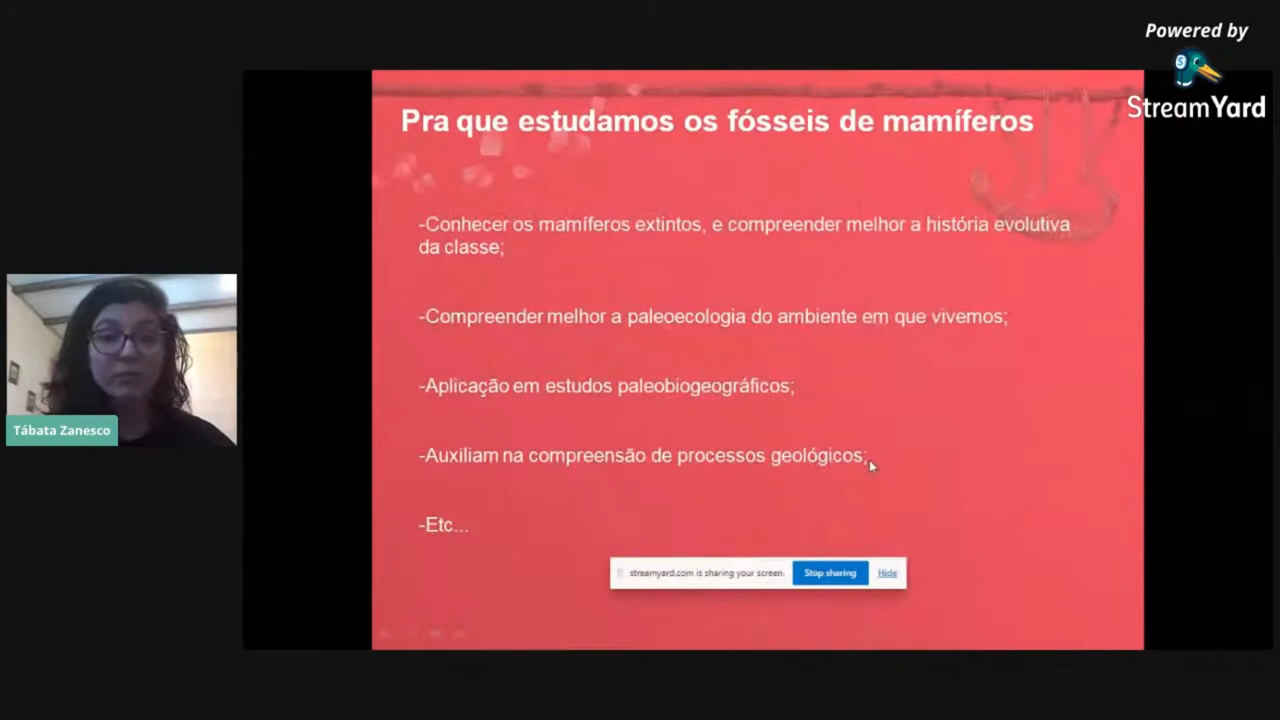 Powered by
StreamYard
Pra que estudamos os fósseis de mamíferos
-Conhecer os mamíferos extintos, e compreender melhor a história evolutiva
da classe;
-Compreender melhor a paleoecologia do ambiente em que vivemos;
-Aplicação em estudos paleobiogeográficos;
-Auxiliam na compreensão de processos geológicos;
-Etc...
Tábata Zanesco
streamyard.com is sharing your screen. Stop sharing Hide